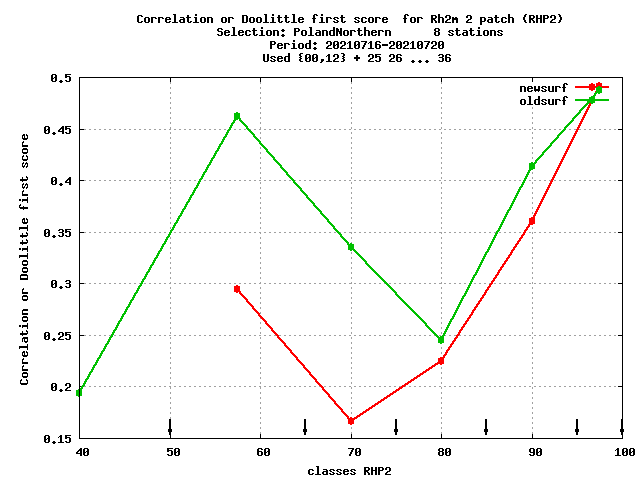 Correlation or Doolittle first score  for Rh2m 2 patch (RHP2)
Selection: PolandNorthern      8 stations
Period: 20210716-20210720
Used {00,12} + 25 26 ... 36
newsurf
oldsurf
0.5
0.45
0.4
0.35
0.3
0.25
0.2
0.15
Correlation or Doolittle first score
40 50 60 70 80 90 100
classes RHP2